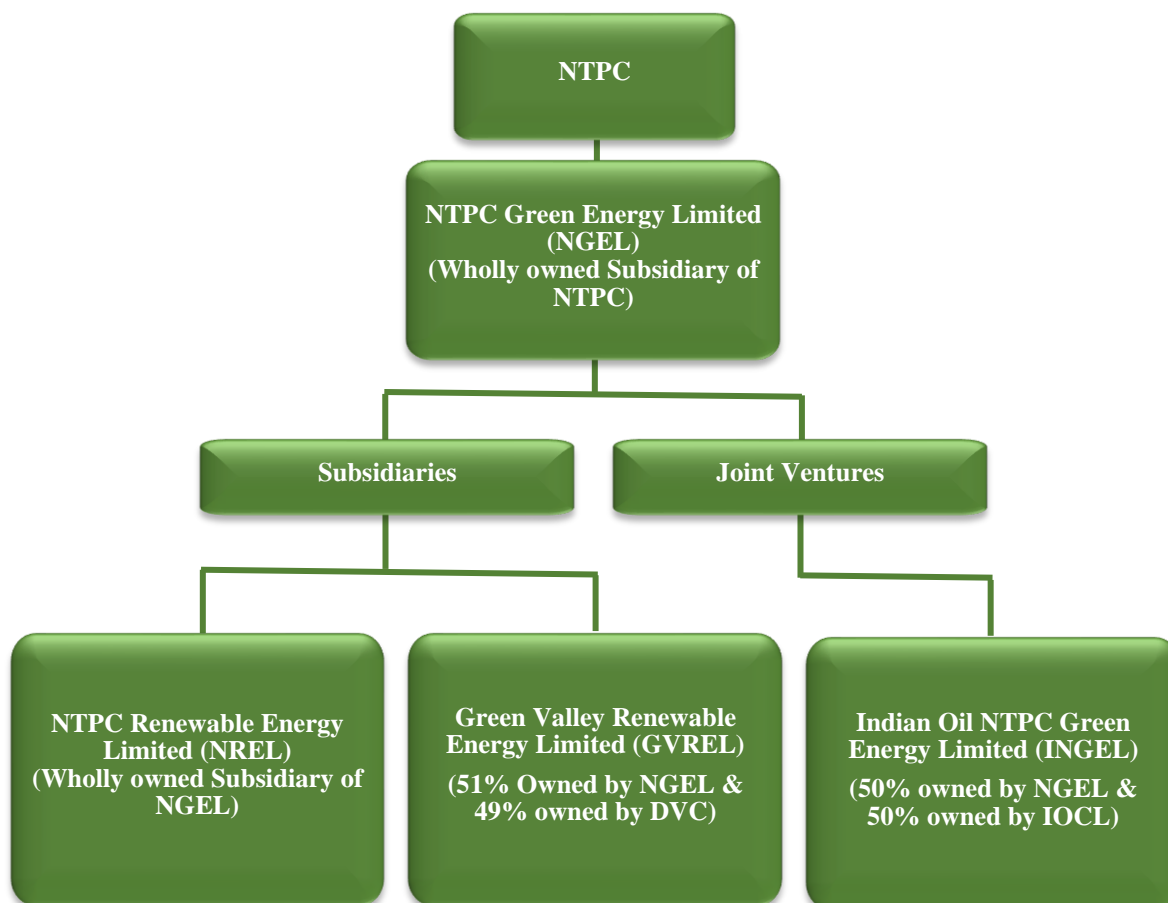 NTPC
NTPC Green Energy Limited
(NGEL)
(Wholly owned Subsidiary of
NTPC)
Subsidiaries
Joint Ventures
NTPC Renewable Energy
Limited (NREL)
(Wholly owned Subsidiary of
NGEL)
Green Valley Renewable
Energy Limited (GVREL)
(51% Owned by NGEL &
49% owned by DVC)
Indian Oil NTPC Green
Energy Limited (INGEL)
(50% owned by NGEL &
50% owned by IOCL)